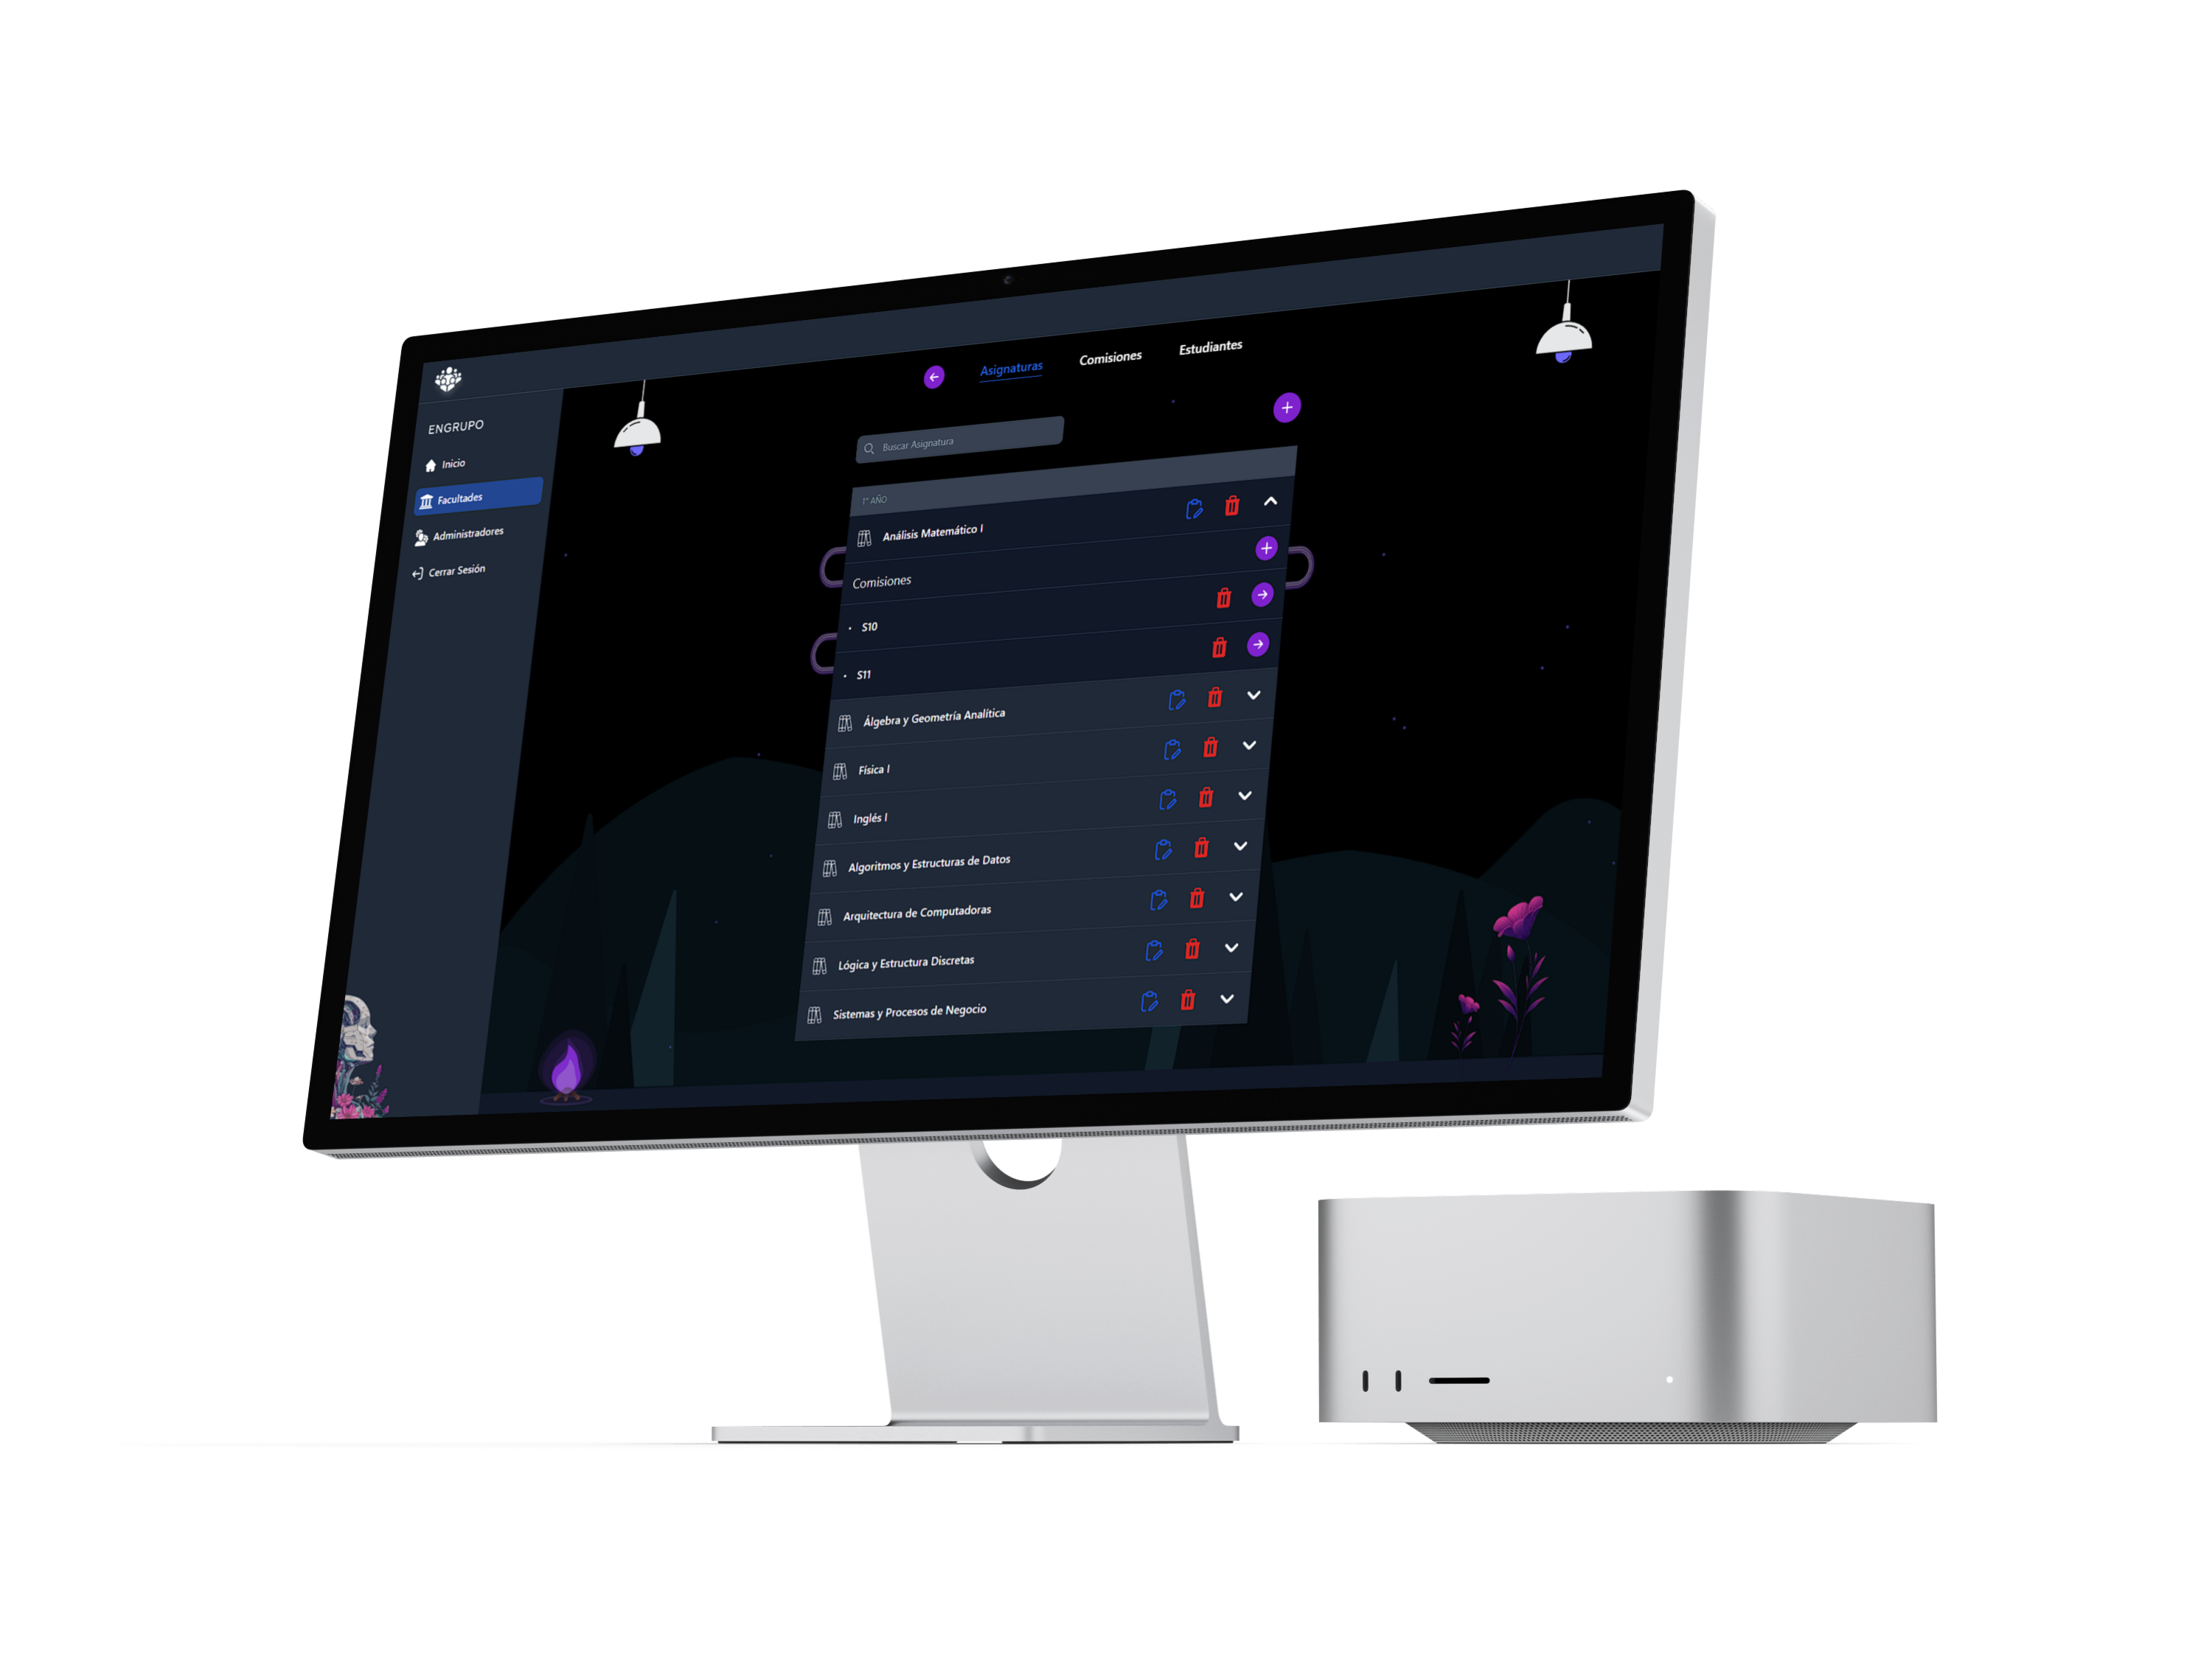 ENGRUPO
Inicio
Facultades
Administradores
Cerrar Sesión
Asignaturas
Comisiones
Estudiantes
Buscar Asignatura
1° AÑO
Análisis Matemático I
Comisiones
S10
S11
Álgebra y Geometría Analítica
Física I
Inglés I
Algoritmos y Estructuras de Datos
Arquitectura de Computadoras
Lógica y Estructura Discretas
Sistemas y Procesos de Negocio